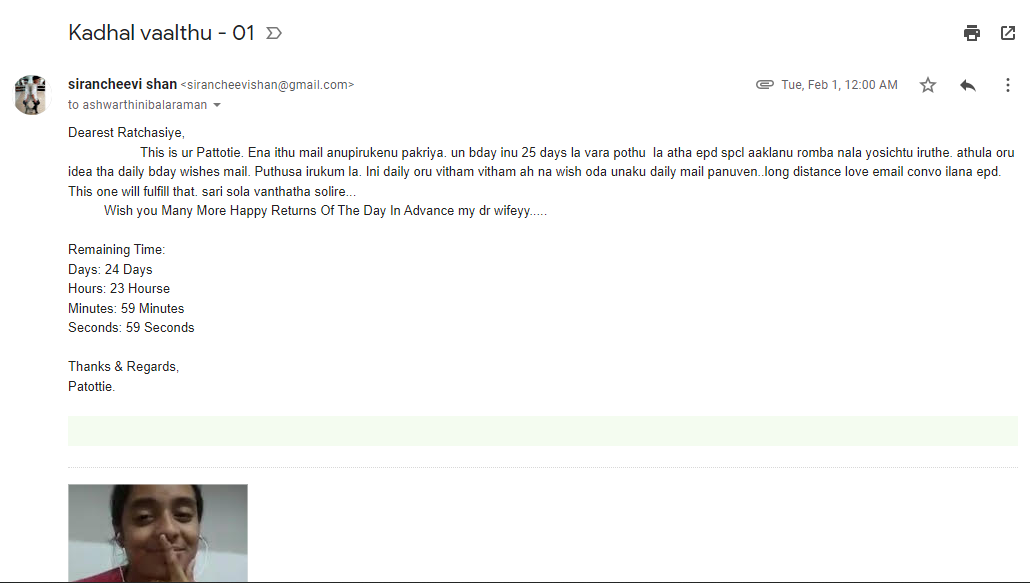 Kadhal vaalthu - 01
sirancheevi shan <sirancheevishan@gmail.com>
Tue, Feb 1, 12:00 AM
to ashwarthinibalaraman
Dearest Ratchasiye,
This is ur Pattotie. Ena ithu mail anupirukenu pakriya. un bday inu 25 days la vara pothu  la atha epd spcl aaklanu romba nala yosichtu iruthe. athula oru
idea tha daily bday wishes mail. Puthusa irukum la. Ini daily oru vitham vitham ah na wish oda unaku daily mail panuven..long distance love email convo ilana epd.
This one will fulfill that. sari sola vanthatha solire...
Wish you Many More Happy Returns Of The Day In Advance my dr wifeyy.....
Remaining Time:
Days: 24 Days
Hours: 23 Hourse
Minutes: 59 Minutes
Seconds: 59 Seconds
Thanks & Regards,
Patottie.